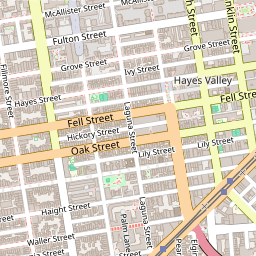 McAllister Street
Fulton Street
Franklin Street
Grove Street
Grove Street
Ivy Street
Fillmore Street
Hayes Valley
Hayes Street
Fell Street
Fell Street
Laguna Street
Hickory Street
Oak Street
Lily Street
Lily Street
Haight Street
Laguna Street
Palm Lane
Waller Street